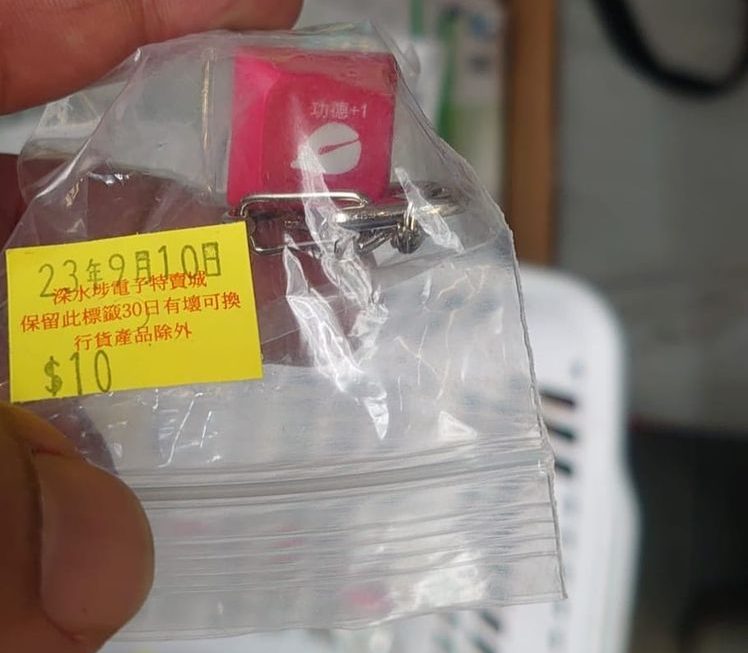 功德+1
23年9月10日
深水埗電子特賣城
保留此標籤30日有壞可換
行貨產品除外
$10